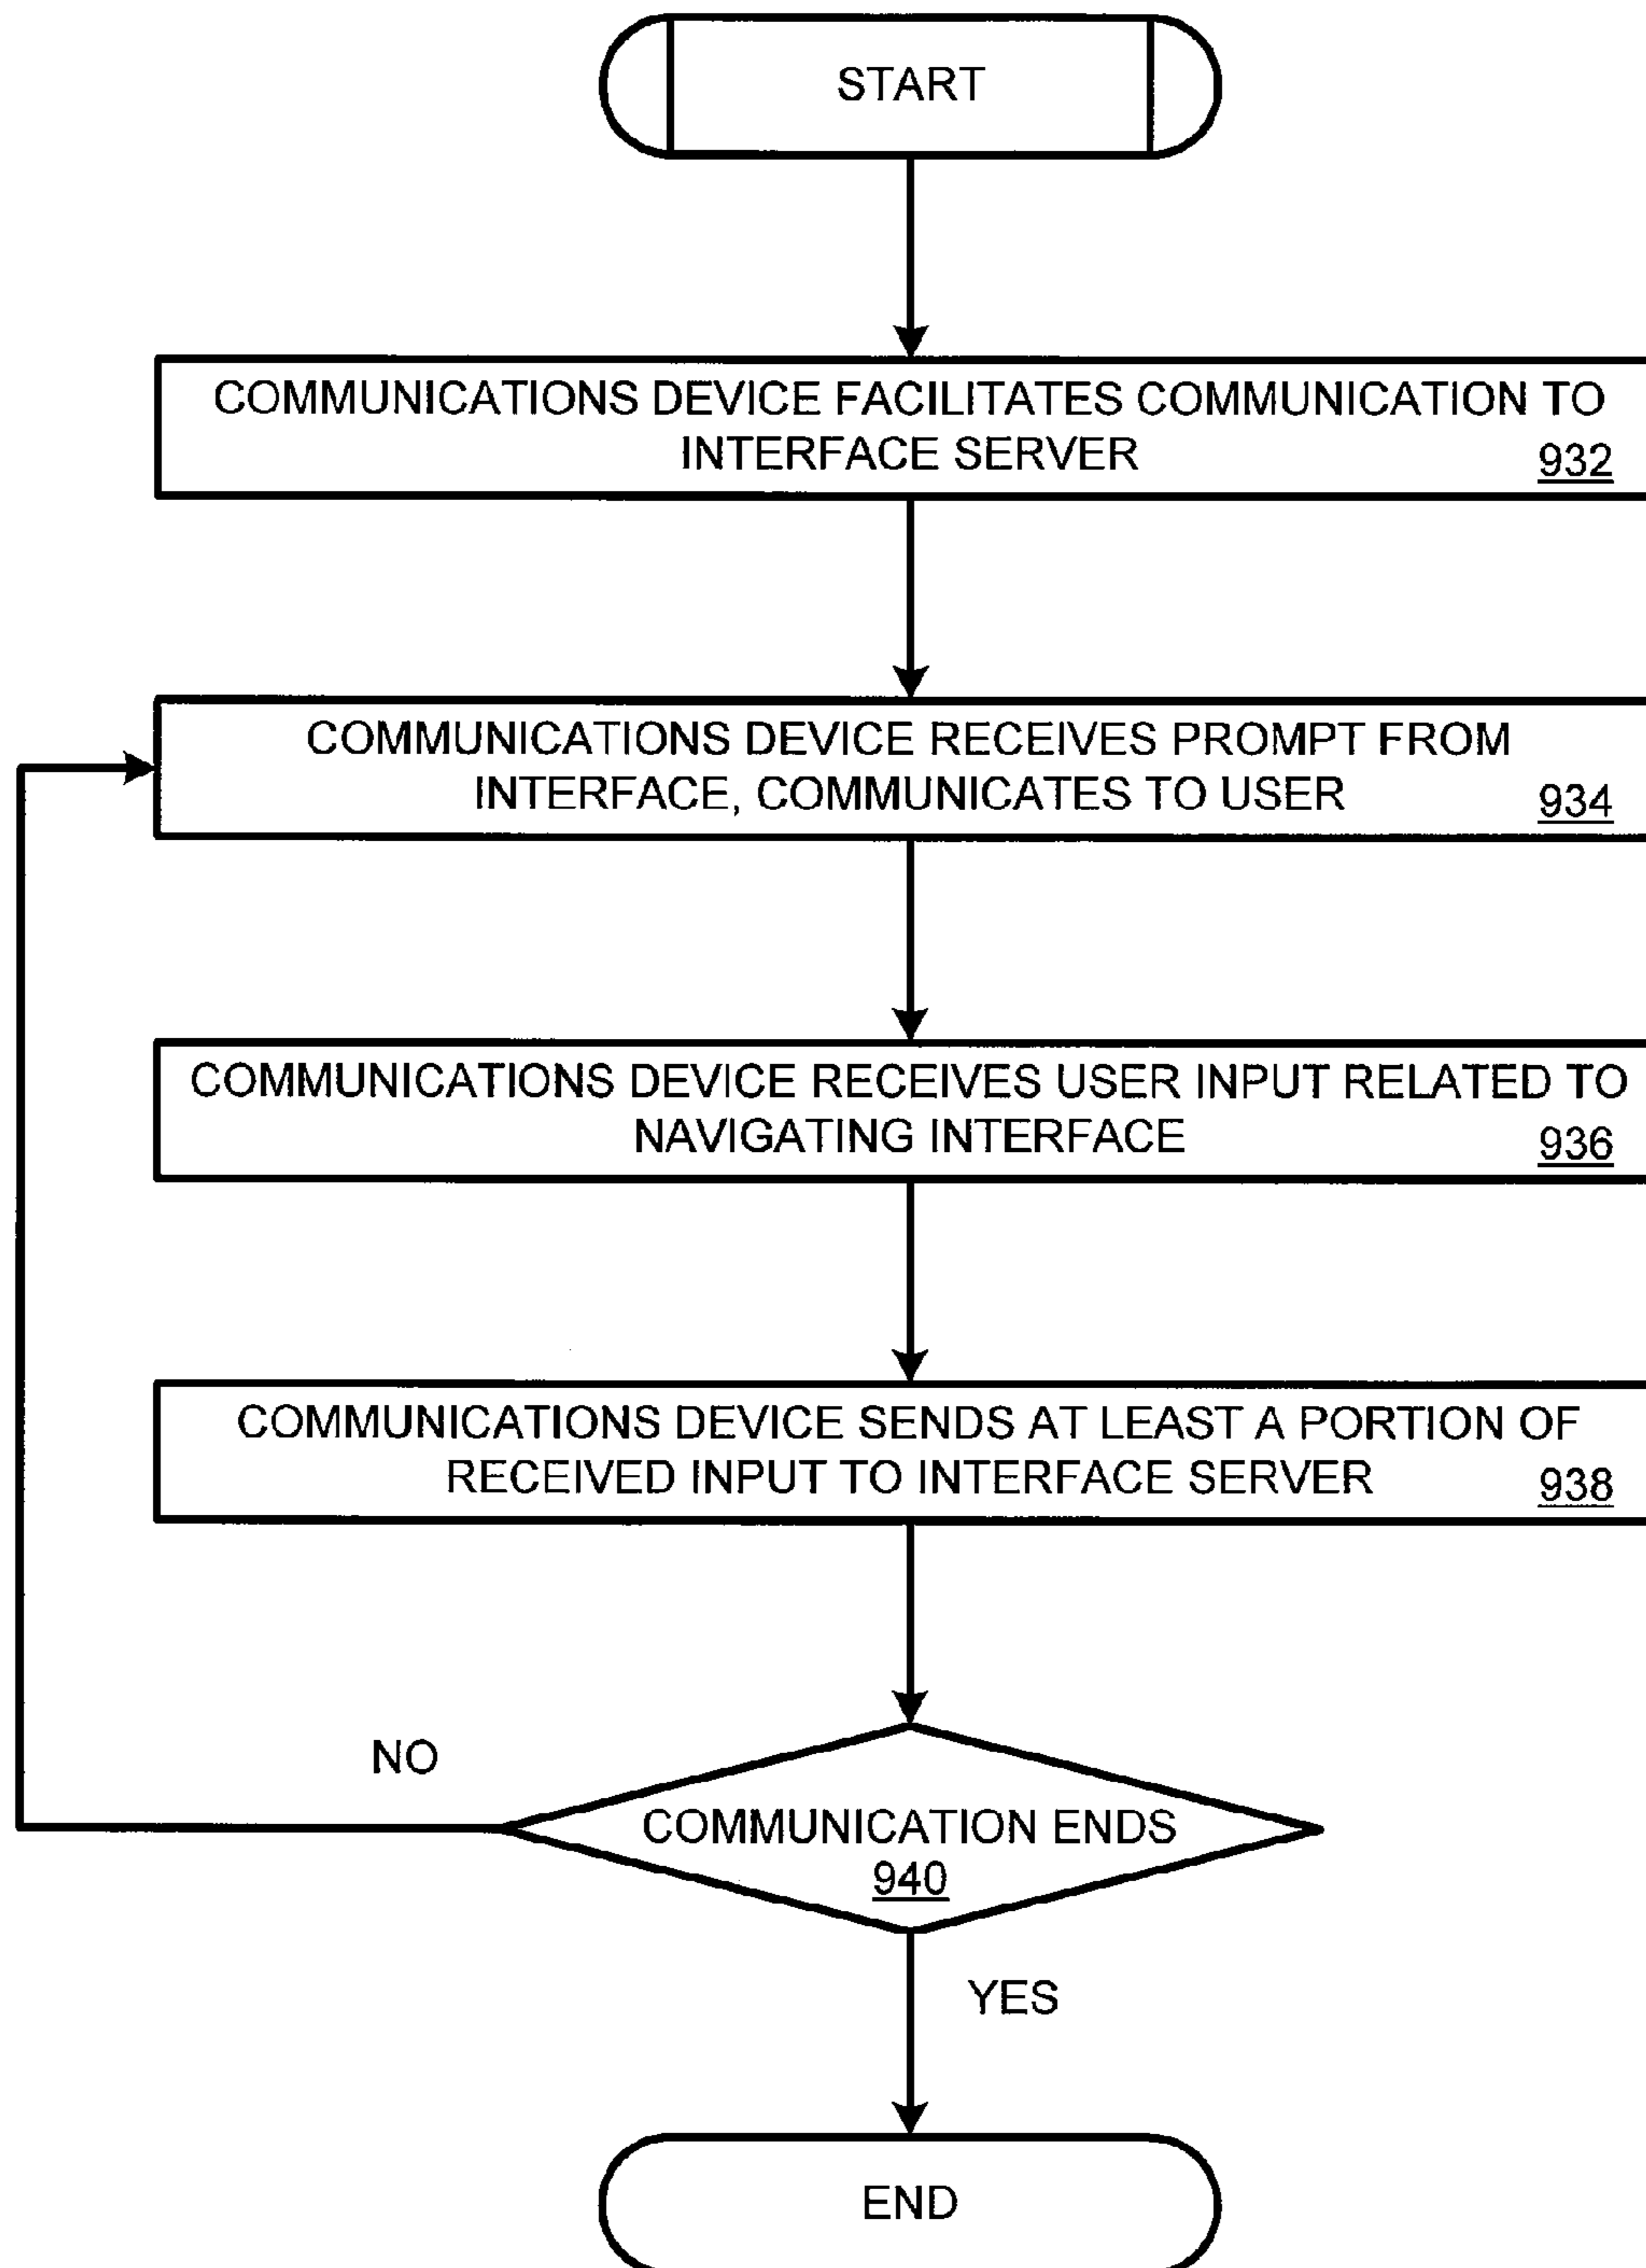 START
COMMUNICATIONS DEVICE FACILITATES COMMUNICATION TO
INTERFACE SERVER
932
COMMUNICATIONS DEVICE RECEIVES PROMPT FROM
INTERFACE, COMMUNICATES TO USER
934
COMMUNICATIONS DEVICE RECEIVES USER INPUT RELATED TO
NAVIGATING INTERFACE
936
COMMUNICATIONS DEVICE SENDS AT LEAST A PORTION OF
RECEIVED INPUT TO INTERFACE SERVER
938
NO
COMMUNICATION ENDS
940
YES
END